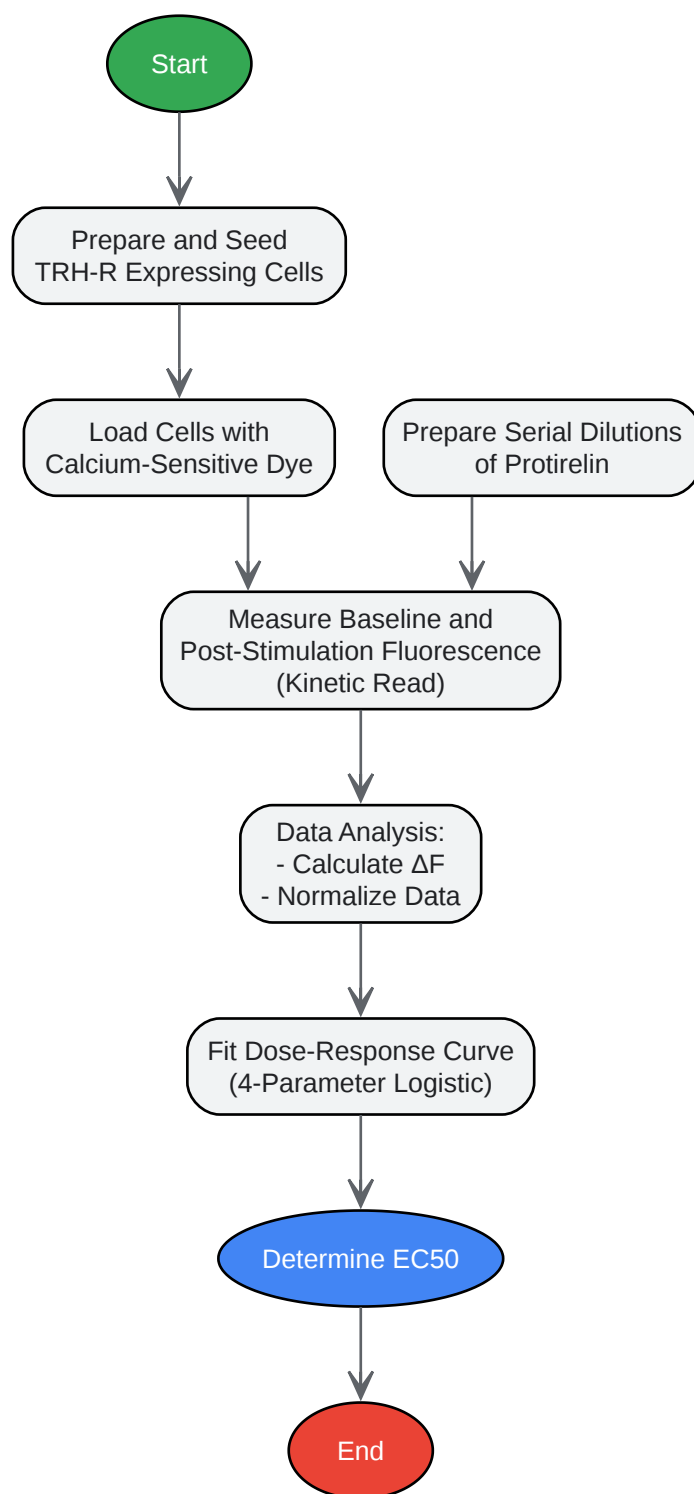 Start
Prepare and Seed
TRH-R Expressing Cells
Load Cells with
Calcium-Sensitive Dye
Prepare Serial Dilutions
of Protirelin
Measure Baseline and
Post-Stimulation Fluorescence
(Kinetic Read)
Data Analysis:
- Calculate ΔF
- Normalize Data
Fit Dose-Response Curve
(4-Parameter Logistic)
Determine EC50
End